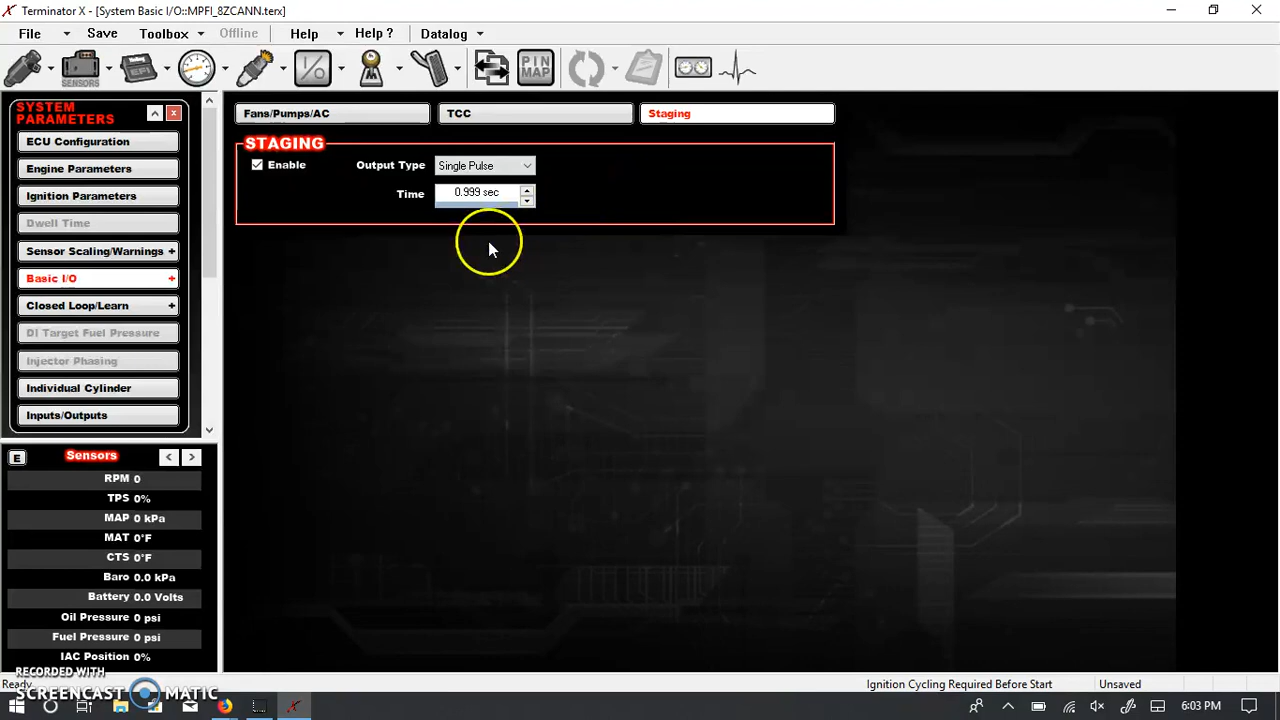 Terminator X - [System Basic I/O::MPFI_8ZCANN.terx]
File Save Toolbox Offline Help Help ? Datalog
SENSORS EFI I/O PIN MAP
SYSTEM
PARAMETERS
ECU Configuration
Engine Parameters
Ignition Parameters
Dwell Time
Sensor Scaling/Warnings +
Basic I/O +
Closed Loop/Learn +
DI Target Fuel Pressure
Injector Phasing
Individual Cylinder
Inputs/Outputs
Fans/Pumps/AC TCC Staging
STAGING
Enable Output Type Single Pulse
Time 0.999 sec
E Sensors < >
RPM 0
TPS 0%
MAP 0 kPa
MAT 0°F
CTS 0°F
Baro 0.0 kPa
Battery 0.0 Volts
Oil Pressure 0 psi
Fuel Pressure 0 psi
IAC Position 0%
RECORDED WITH
SCREENCAST MATIC
Ready Ignition Cycling Required Before Start Unsaved
6:03 PM